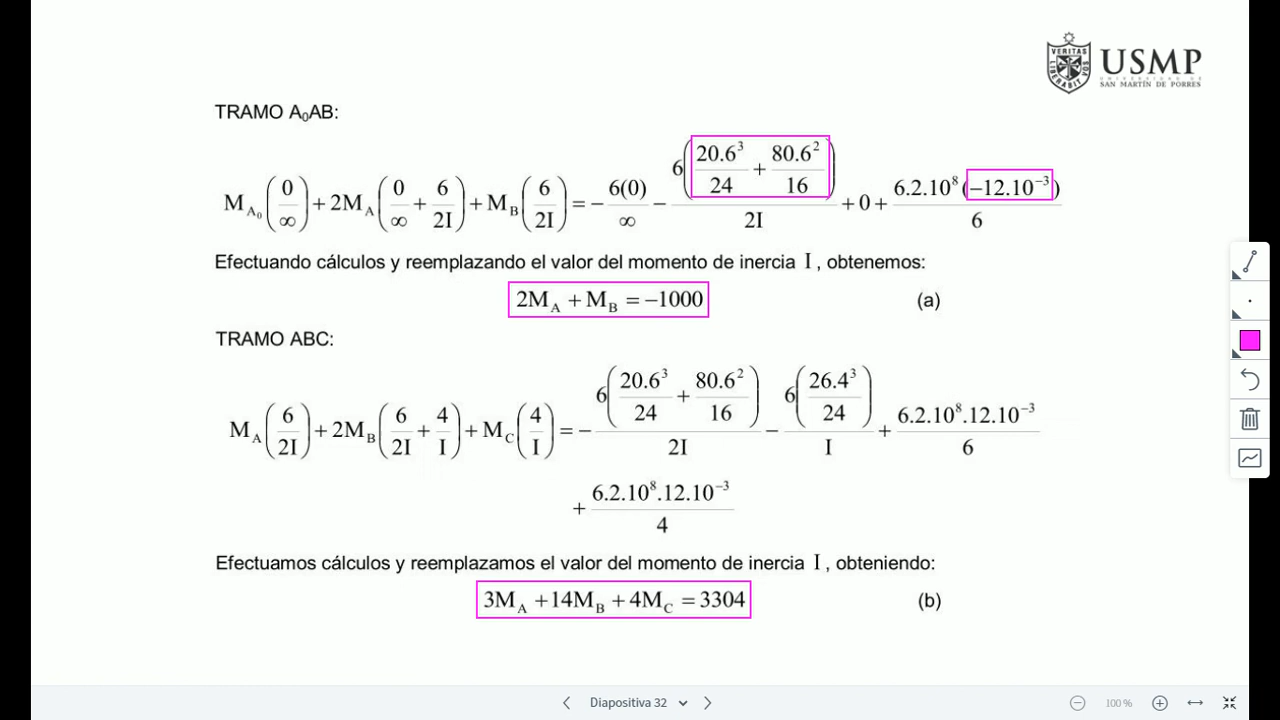 VERITAS
LIBERABIT VOS
USMP
UNIVERSIDAD DE
SAN MARTÍN DE PORRES
TRAMO A₀AB:
M_{A₀}(0/∞) + 2M_A(0/∞ + 6/2I) + M_B(6/2I) = −6(0)/∞ − 6(20.6³/24 + 80.6²/16)/2I + 0 + 6.2.10⁸(−12.10⁻³)/6
Efectuando cálculos y reemplazando el valor del momento de inercia I, obtenemos:
2M_A + M_B = −1000 (a)
TRAMO ABC:
M_A(6/2I) + 2M_B(6/2I + 4/I) + M_C(4/I) = −6(20.6³/24 + 80.6²/16)/2I − 6(26.4³/24)/I + 6.2.10⁸.12.10⁻³/6
+ 6.2.10⁸.12.10⁻³/4
Efectuamos cálculos y reemplazamos el valor del momento de inercia I, obteniendo:
3M_A + 14M_B + 4M_C = 3304 (b)
Diapositiva 32
100 %